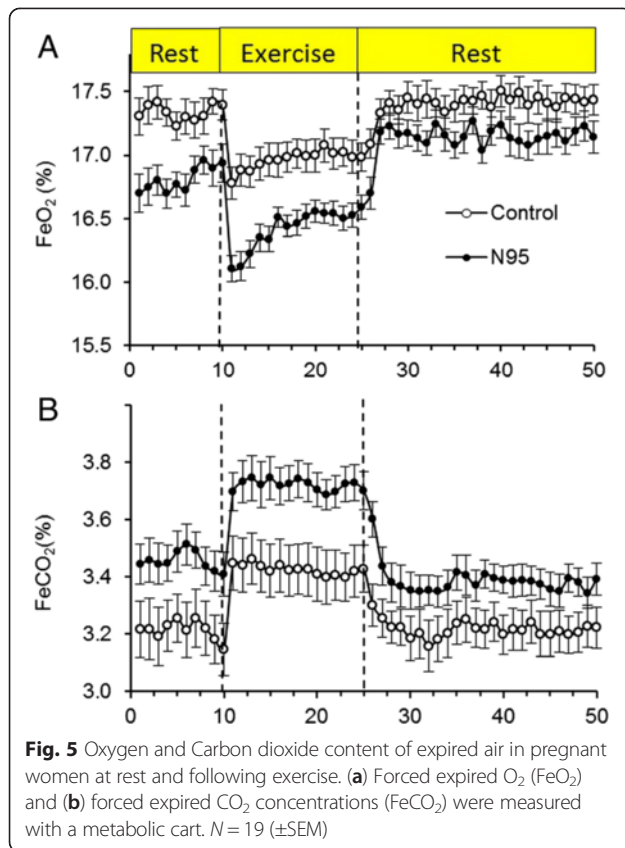 A
Rest Exercise Rest
17.5
17.0
16.5
16.0
15.5
FeO₂ (%)
Control
N95
0 10 20 30 40 50
B
3.8
3.6
3.4
3.2
3.0
FeCO₂(%)
0 10 20 30 40 50
Fig. 5 Oxygen and Carbon dioxide content of expired air in pregnant
women at rest and following exercise. (a) Forced expired O₂ (FeO₂)
and (b) forced expired CO₂ concentrations (FeCO₂) were measured
with a metabolic cart. N = 19 (±SEM)